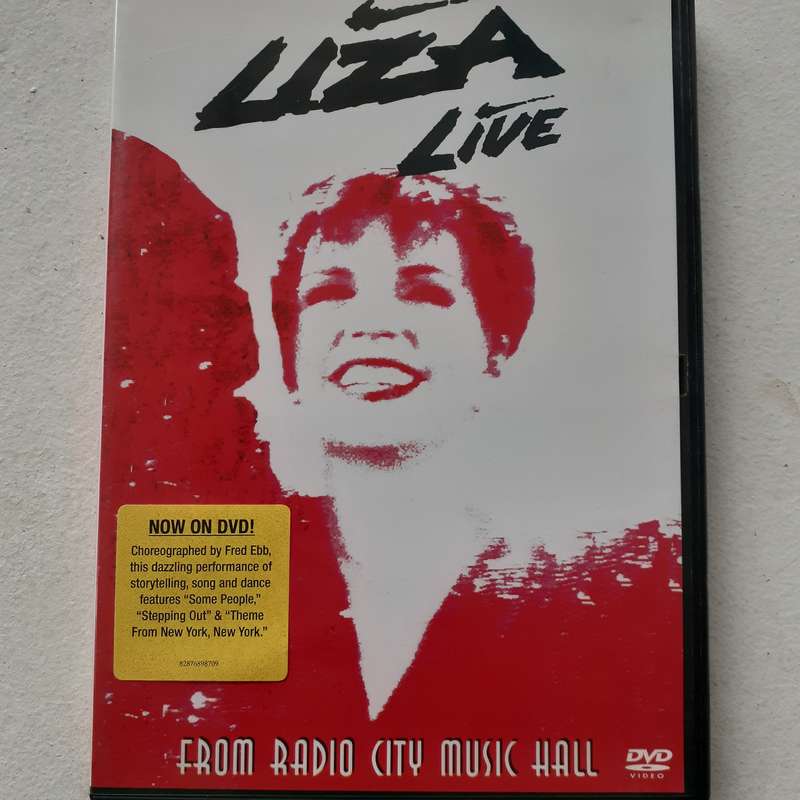 LIZA
LIVE
NOW ON DVD!
Choreographed by Fred Ebb,
this dazzling performance of
storytelling, song and dance
features “Some People,”
“Stepping Out” & “Theme
From New York, New York.”
82876898709
FROM RADIO CITY MUSIC HALL
DVD
VIDEO